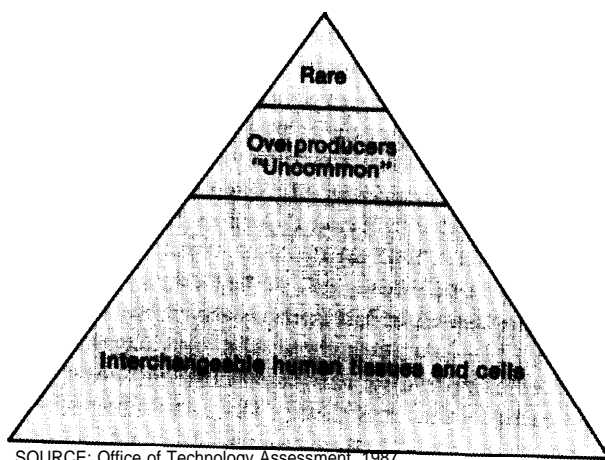 Rare
Overproducers
"Uncommon"
Interchangeable human tissues and cells
SOURCE: Office of Technology Assessment, 1987